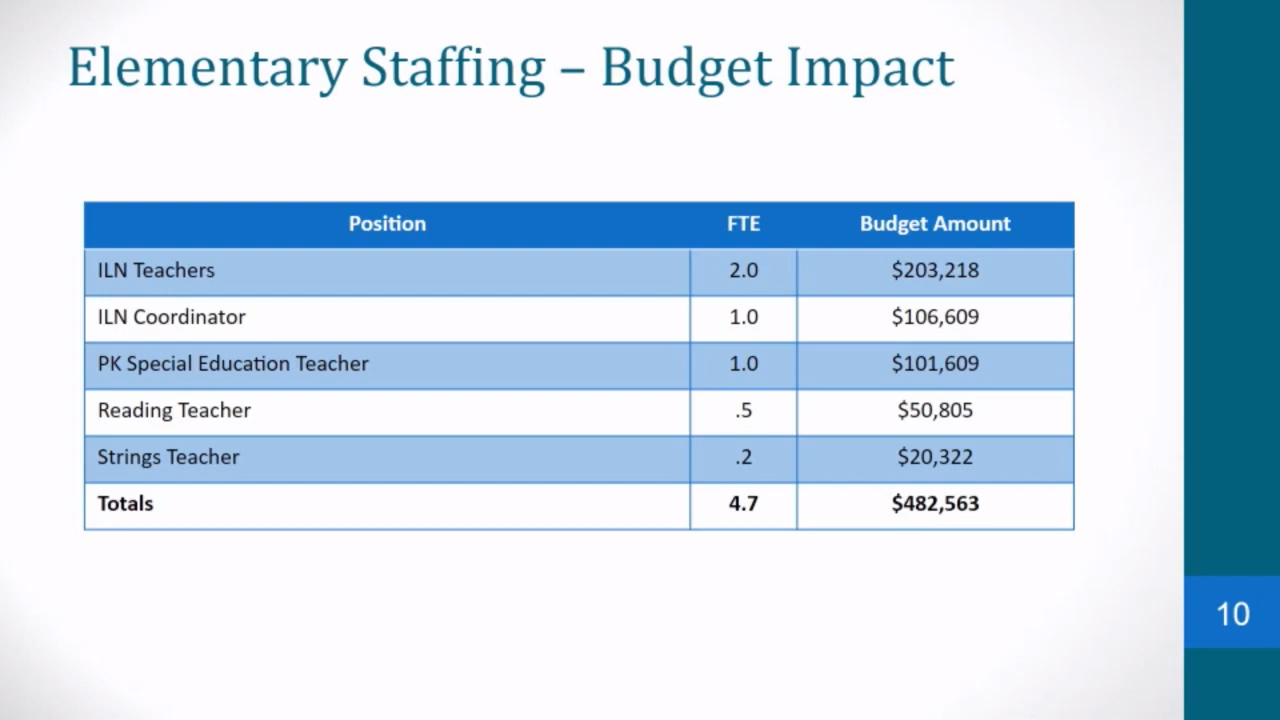 Elementary Staffing – Budget Impact
Position FTE Budget Amount
ILN Teachers 2.0 $203,218
ILN Coordinator 1.0 $106,609
PK Special Education Teacher 1.0 $101,609
Reading Teacher .5 $50,805
Strings Teacher .2 $20,322
Totals 4.7 $482,563
10